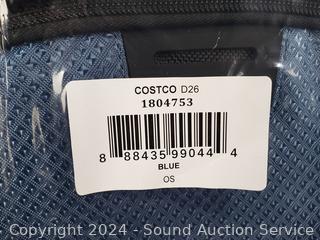 COSTCO D26
1804753
8 88435 99044 4
BLUE
OS
Copyright © 2024 - Sound Auction Service